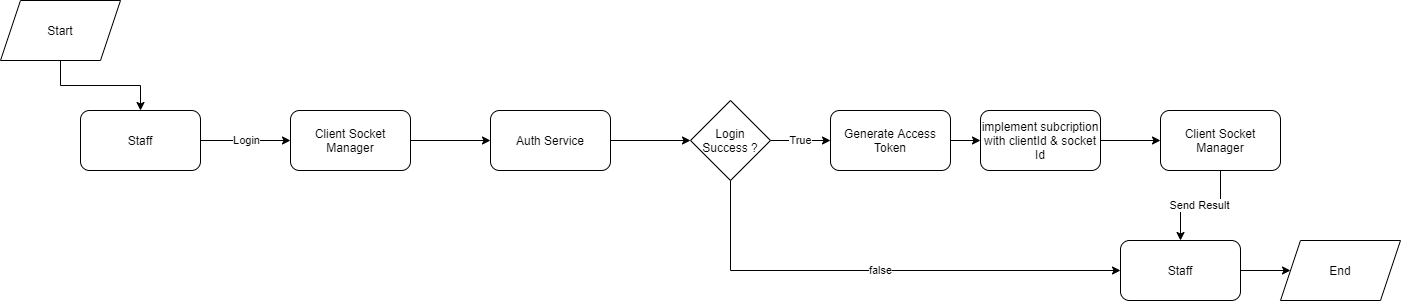 Start
Staff
Login
Client Socket
Manager
Auth Service
Login
Success ?
True
Generate Access
Token
implement subcription
with clientId & socket
Id
Client Socket
Manager
Send Result
false
Staff
End